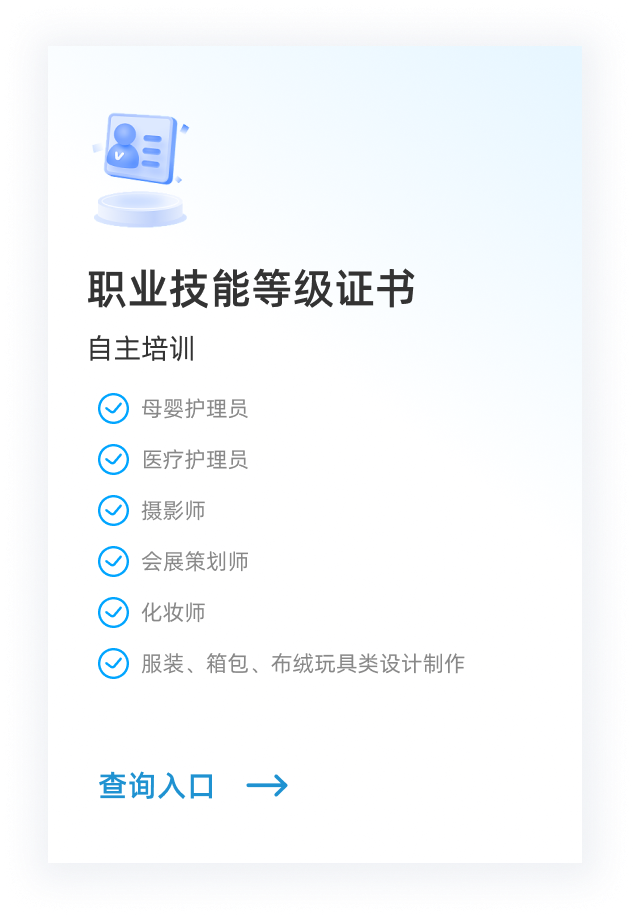 职业技能等级证书
自主培训
母婴护理员
医疗护理员
摄影师
会展策划师
化妆师
服装、箱包、布绒玩具类设计制作
查询入口